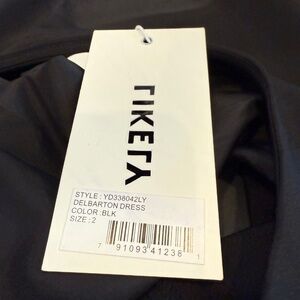 LIKELY
STYLE : YD338042LY
DELBARTON DRESS
COLOR :BLK
SIZE : 2
7 91093 41236 1